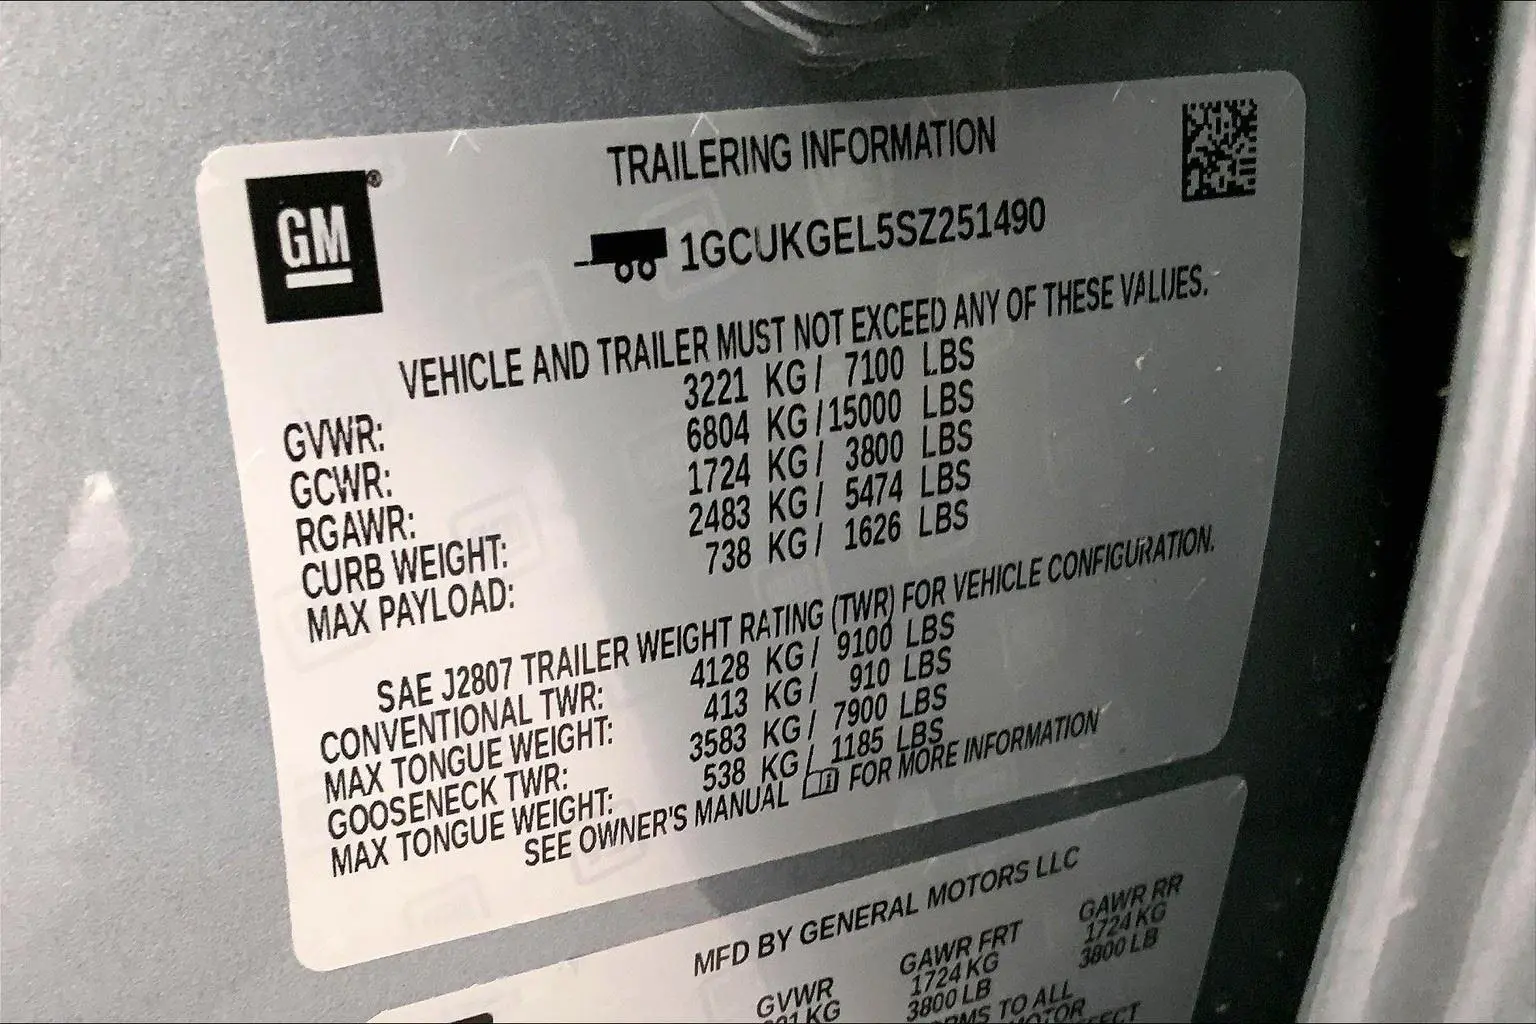 GM ®
TRAILERING INFORMATION
1GCUKGEL5SZ251490
VEHICLE AND TRAILER MUST NOT EXCEED ANY OF THESE VALUES.
GVWR: 3221 KG / 7100 LBS
GCWR: 6804 KG / 15000 LBS
RGAWR: 1724 KG / 3800 LBS
CURB WEIGHT: 2483 KG / 5474 LBS
MAX PAYLOAD: 738 KG / 1626 LBS
SAE J2807 TRAILER WEIGHT RATING (TWR) FOR VEHICLE CONFIGURATION.
CONVENTIONAL TWR: 4128 KG / 9100 LBS
MAX TONGUE WEIGHT: 413 KG / 910 LBS
GOOSENECK TWR: 3583 KG / 7900 LBS
MAX TONGUE WEIGHT: 538 KG / 1185 LBS
SEE OWNER'S MANUAL FOR MORE INFORMATION
MFD BY GENERAL MOTORS LLC
GVWR GAWR FRT GAWR RR
KG 1724 KG 1724 KG
3800 LB 3800 LB
TO ALL